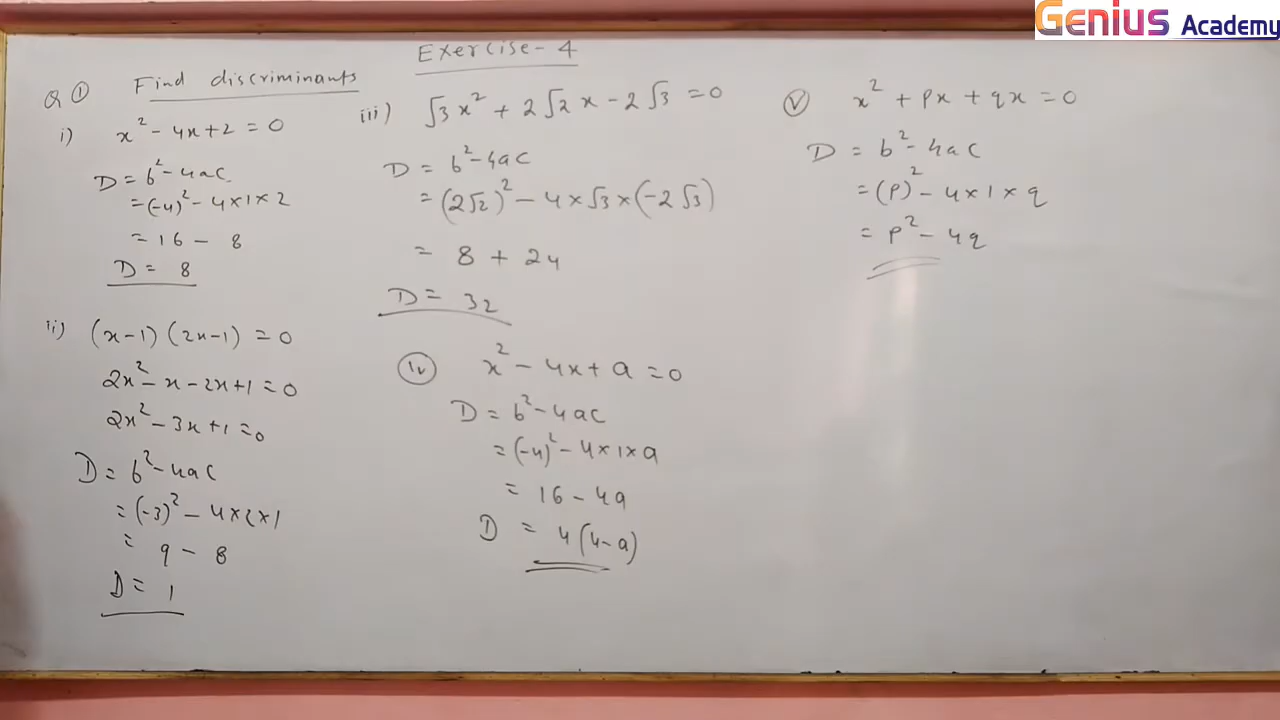 Genius Academy
Exercise-4
Q ① Find discriminants
i) x² - 4x + 2 = 0
D = b² - 4ac
= (-4)² - 4 × 1 × 2
= 16 - 8
D = 8
ii) (x-1) (2x-1) = 0
2x² - x - 2x + 1 = 0
2x² - 3x + 1 = 0
D = b² - 4ac
= (-3)² - 4 × 2 × 1
= 9 - 8
D = 1
iii) √3 x² + 2√2 x - 2√3 = 0
D = b² - 4ac
= (2√2)² - 4 × √3 × (-2√3)
= 8 + 24
D = 32
iv x² - 4x + a = 0
D = b² - 4ac
= (-4)² - 4 × 1 × a
= 16 - 4a
D = 4(4-a)
v x² + px + qx = 0
D = b² - 4ac
= (p)² - 4 × 1 × q
= p² - 4q